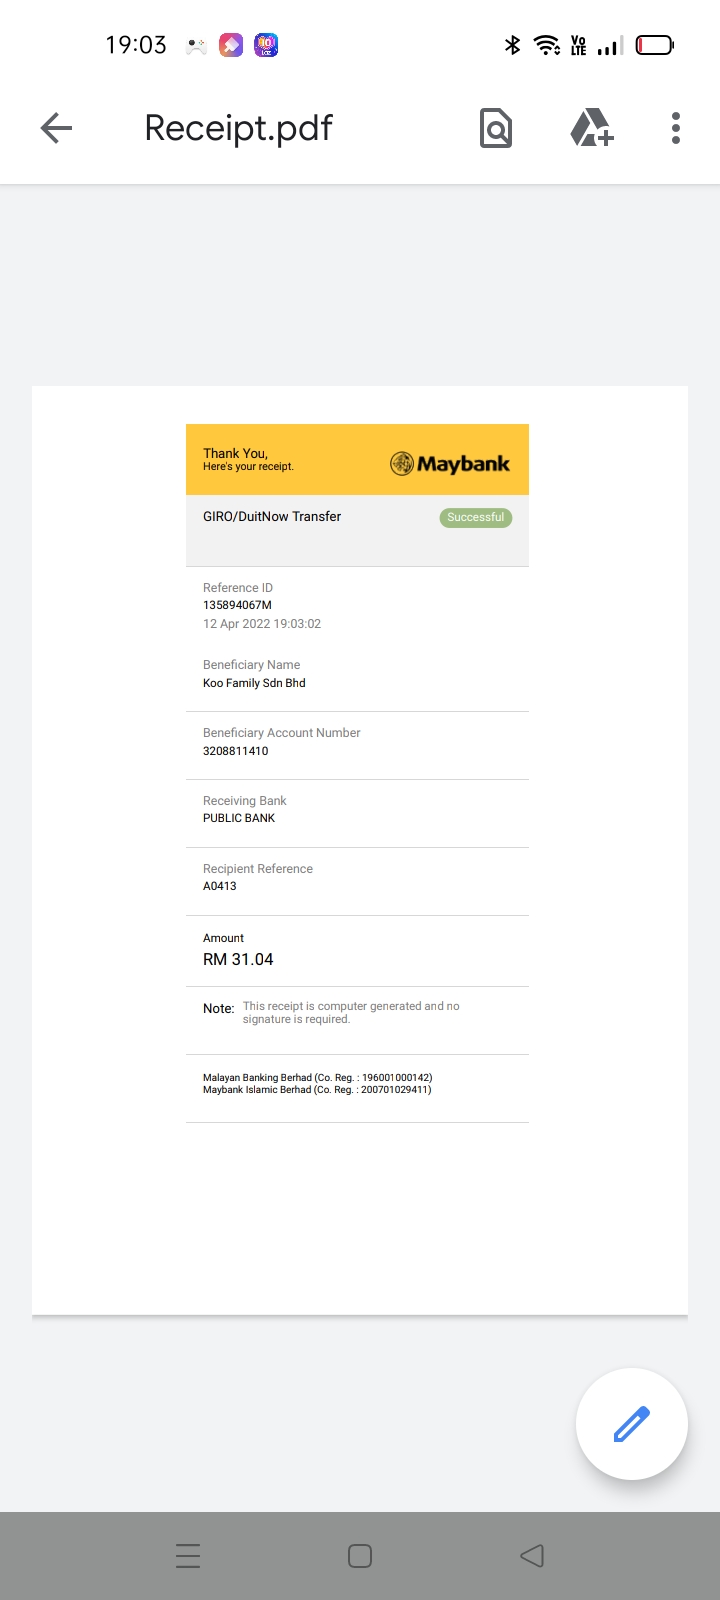 19:03
Vo
LTE
Receipt.pdf
Thank You,
Here's your receipt.
Maybank
GIRO/DuitNow Transfer
Successful
Reference ID
135894067M
12 Apr 2022 19:03:02
Beneficiary Name
Koo Family Sdn Bhd
Beneficiary Account Number
3208811410
Receiving Bank
PUBLIC BANK
Recipient Reference
A0413
Amount
RM 31.04
Note: This receipt is computer generated and no
signature is required.
Malayan Banking Berhad (Co. Reg. : 196001000142)
Maybank Islamic Berhad (Co. Reg. : 200701029411)